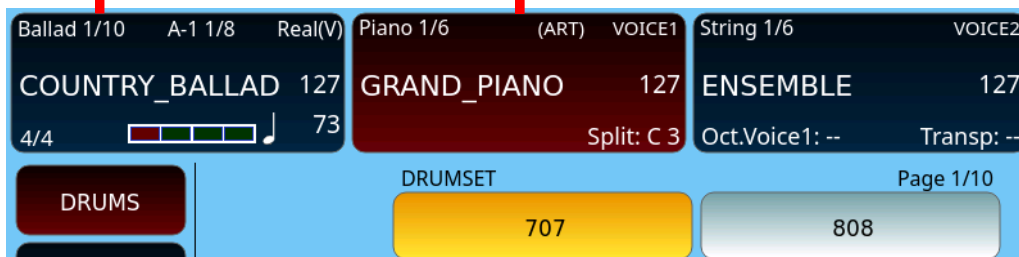 Ballad 1/10 A-1 1/8 Real(V)
COUNTRY_BALLAD 127
4/4 73
Piano 1/6 (ART) VOICE1
GRAND_PIANO 127
Split: C 3
String 1/6 VOICE2
ENSEMBLE 127
Oct.Voice1: -- Transp: --
DRUMS
DRUMSET Page 1/10
707 808